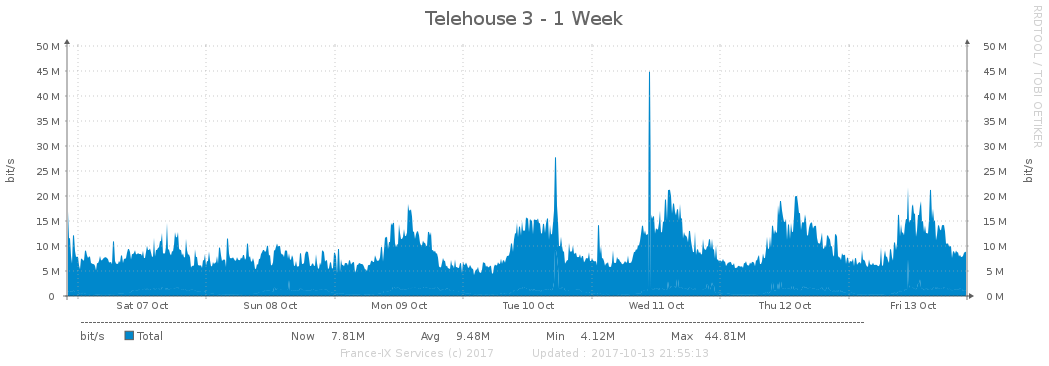 Telehouse 3 - 1 Week
RRDTOOL / TOBI OETIKER
50 M 50 M
45 M 45 M
40 M 40 M
35 M 35 M
30 M 30 M
25 M 25 M
20 M 20 M
15 M 15 M
10 M 10 M
5 M 5 M
0 0 M
bit/s bit/s
Sat 07 Oct Sun 08 Oct Mon 09 Oct Tue 10 Oct Wed 11 Oct Thu 12 Oct Fri 13 Oct
bit/s Total Now 7.81M Avg 9.48M Min 4.12M Max 44.81M
France-IX Services (c) 2017 Updated : 2017-10-13 21:55:13